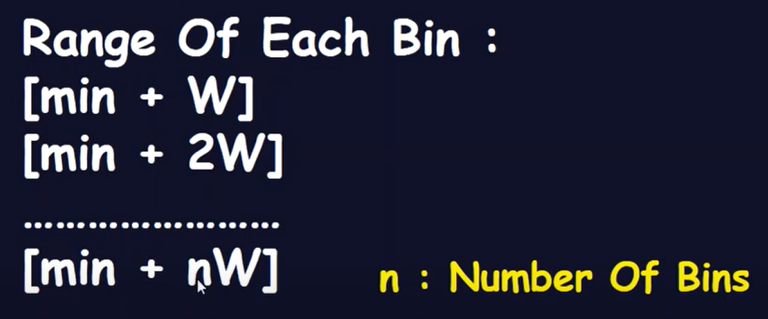 Range Of Each Bin :
[min + W]
[min + 2W]
........................
[min + nW]
n : Number Of Bins